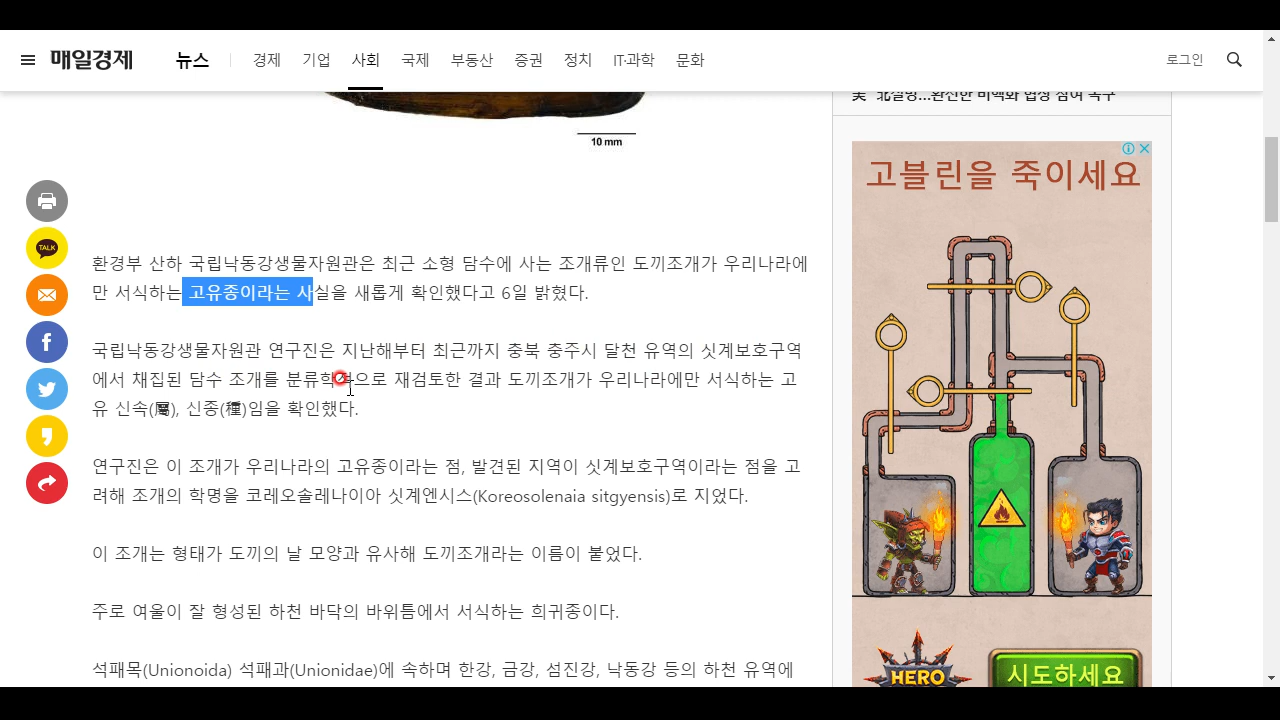 매일경제 뉴스 경제 기업 사회 국제 부동산 증권 정치 IT·과학 문화 로그인
10 mm
TALK
환경부 산하 국립낙동강생물자원관은 최근 소형 담수에 사는 조개류인 도끼조개가 우리나라에
만 서식하는 고유종이라는 사실을 새롭게 확인했다고 6일 밝혔다.
국립낙동강생물자원관 연구진은 지난해부터 최근까지 충북 충주시 달천 유역의 싯계보호구역
에서 채집된 담수 조개를 분류학 으로 재검토한 결과 도끼조개가 우리나라에만 서식하는 고
유 신속(屬), 신종(種)임을 확인했다.
연구진은 이 조개가 우리나라의 고유종이라는 점, 발견된 지역이 싯계보호구역이라는 점을 고
려해 조개의 학명을 코레오솔레나이아 싯계엔시스(Koreosolenaia sitgyensis)로 지었다.
이 조개는 형태가 도끼의 날 모양과 유사해 도끼조개라는 이름이 붙었다.
주로 여울이 잘 형성된 하천 바닥의 바위틈에서 서식하는 희귀종이다.
석패목(Unionoida) 석패과(Unionidae)에 속하며 한강, 금강, 섬진강, 낙동강 등의 하천 유역에
고블린을 죽이세요
HERO
시도하세요